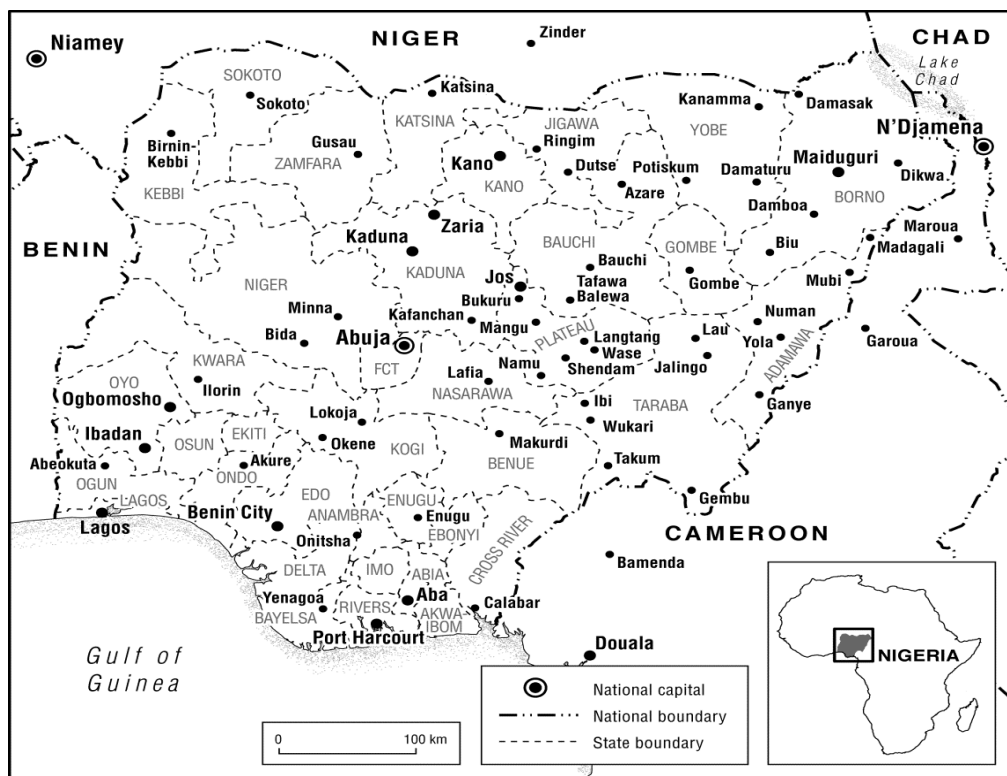 Niamey
NIGER
Zinder
CHAD
Lake
Chad
SOKOTO
Sokoto
Katsina
KATSINA
Kanamma
Damasak
JIGAWA
Ringim
YOBE
N'Djamena
Birnin-
Kebbi
Gusau
ZAMFARA
KEBBI
Kano
KANO
Dutse
Potiskum
Azare
Damaturu
Maiduguri
Dikwa
BORNO
Damboa
Zaria
Kaduna
KADUNA
BENIN
BAUCHI
GOMBE
Biu
Maroua
Madagali
Bauchi
Gombe
Mubi
NIGER
Jos
Tafawa
Balewa
Bukuru
Minna
Kafanchan
Mangu
PLATEAU
Numan
Bida
Abuja
FCT
Langtang
Wase
Shendam
Lau
Jalingo
Yola
ADAMAWA
Garoua
KWARA
Ilorin
OYO
Ogbomosho
Lafia
NASARAWA
Namu
Ibi
TARABA
Ganye
Lokoja
Wukari
Ibadan
OSUN
EKITI
Okene
KOGI
Makurdi
BENUE
Abeokuta
OGUN
Akure
ONDO
Takum
Gembu
LAGOS
Lagos
EDO
Benin City
ANAMBRA
Onitsha
ENUGU
Enugu
EBONYI
CROSS RIVER
CAMEROON
Bamenda
DELTA
IMO
ABIA
Aba
Yenagoa
BAYELSA
RIVERS
AKWA-
IBOM
Calabar
Port Harcourt
Douala
Gulf of
Guinea
0
100 km
National capital
National boundary
State boundary
NIGERIA